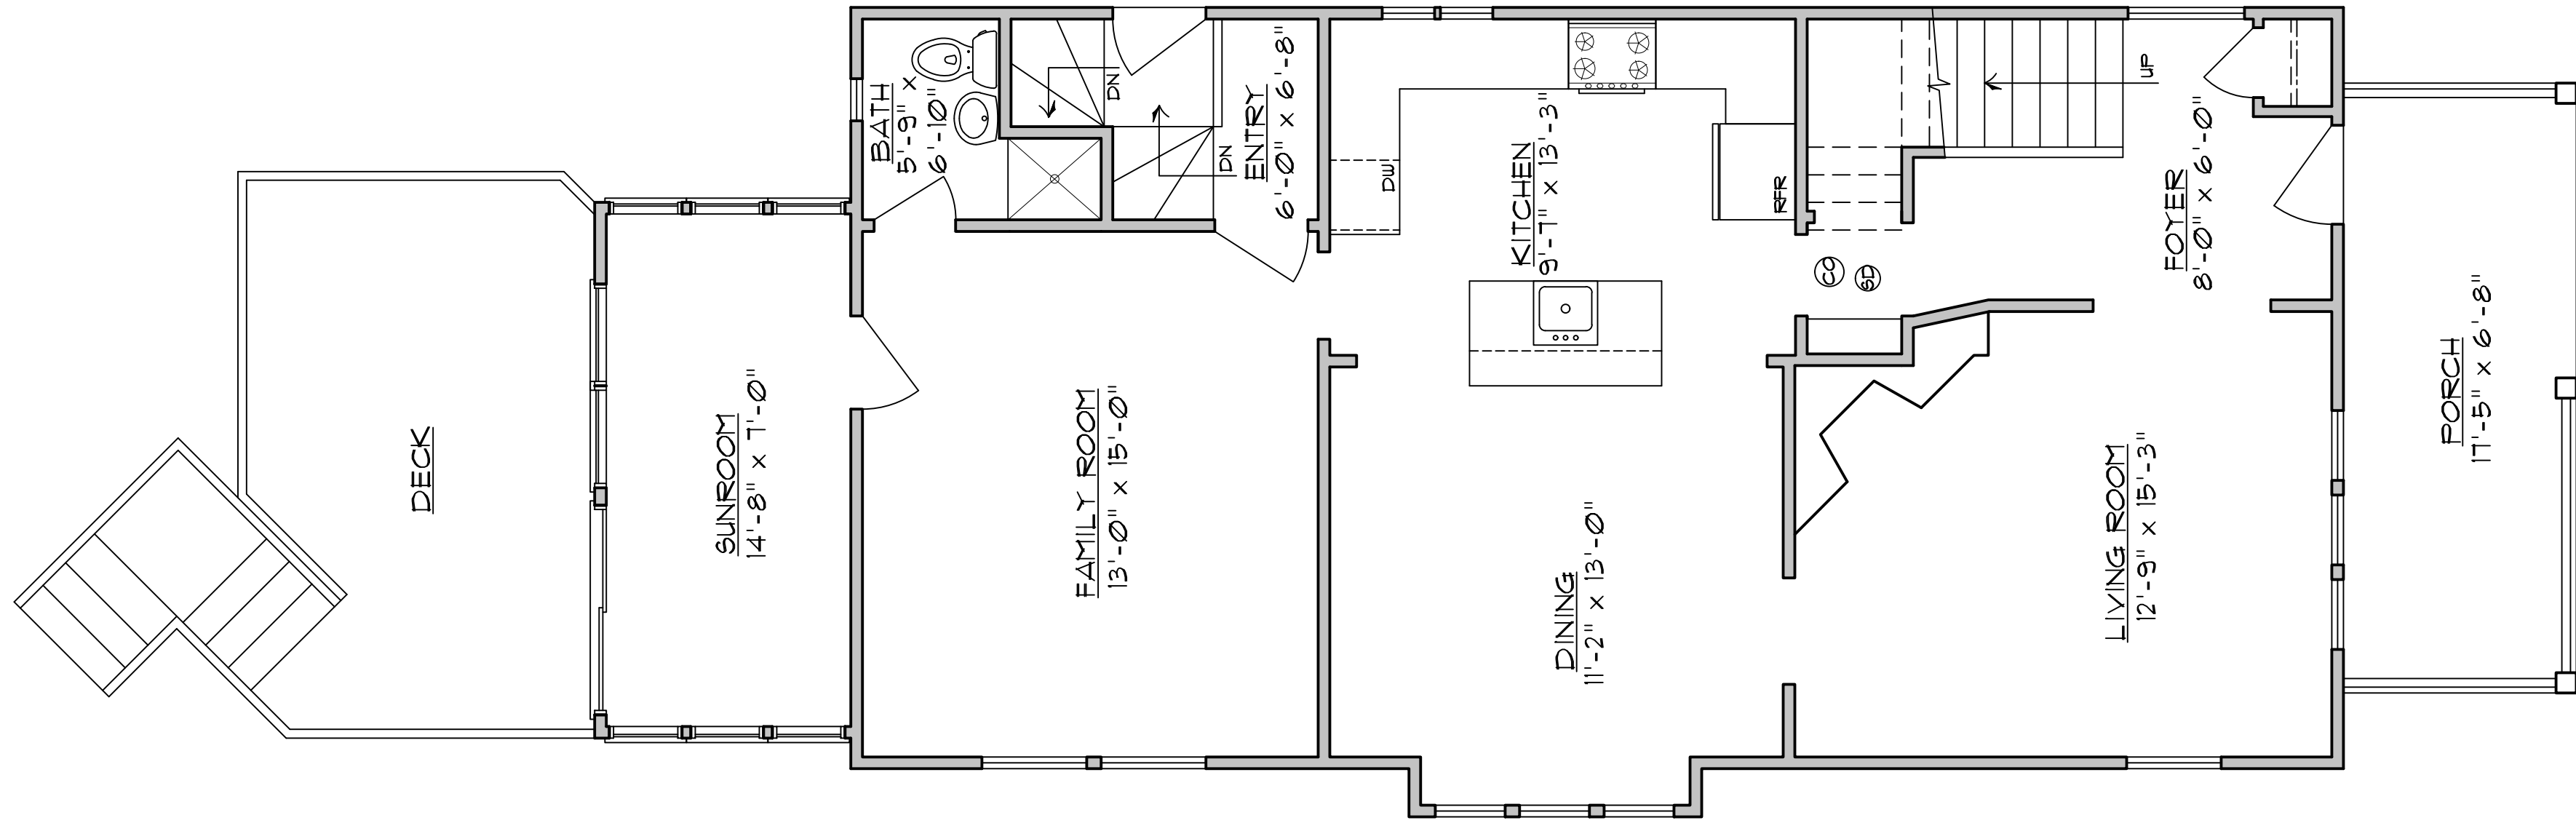 DECK
SUNROOM
14'-8" x 7'-0"
BATH
5'-9" x
6'-10"
DN
DN
ENTRY
6'-0" x 6'-8"
FAMILY ROOM
13'-0" x 15'-0"
DW
KITCHEN
9'-7" x 13'-3"
RFR
DINING
11'-2" x 13'-0"
CO
SD
UP
FOYER
8'-0" x 6'-0"
LIVING ROOM
12'-9" x 15'-3"
PORCH
17'-5" x 6'-8"